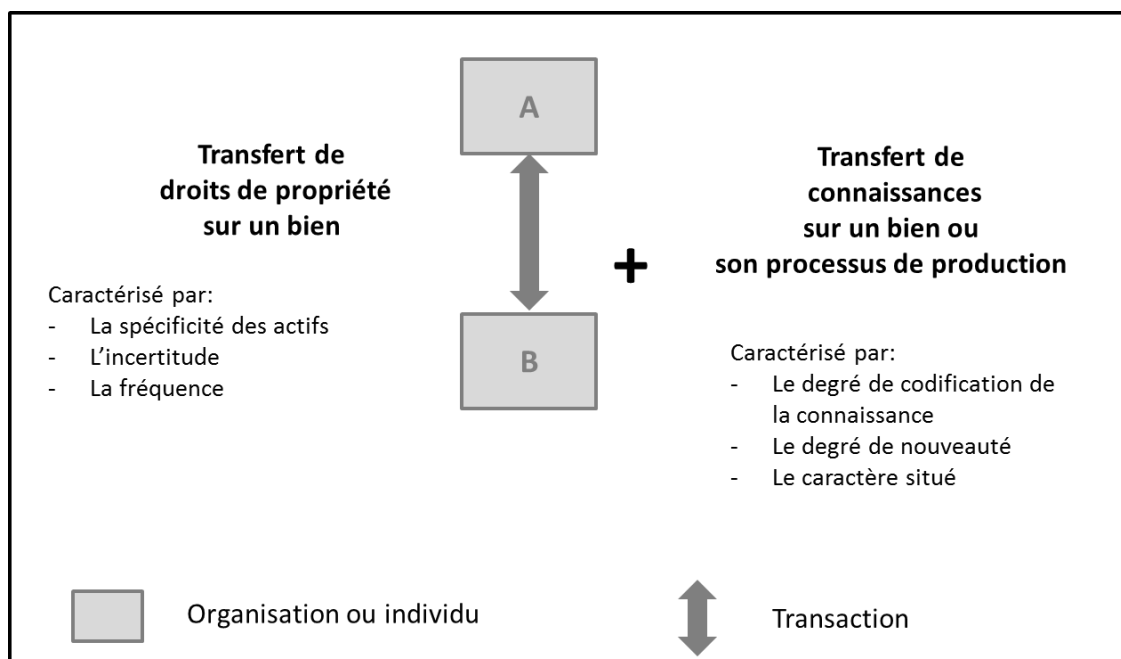 A
Transfert de
droits de propriété
sur un bien
Caractérisé par:
- La spécificité des actifs
- L’incertitude
- La fréquence
+
B
Transfert de
connaissances
sur un bien ou
son processus de production
Caractérisé par:
- Le degré de codification de
la connaissance
- Le degré de nouveauté
- Le caractère situé
Organisation ou individu
Transaction